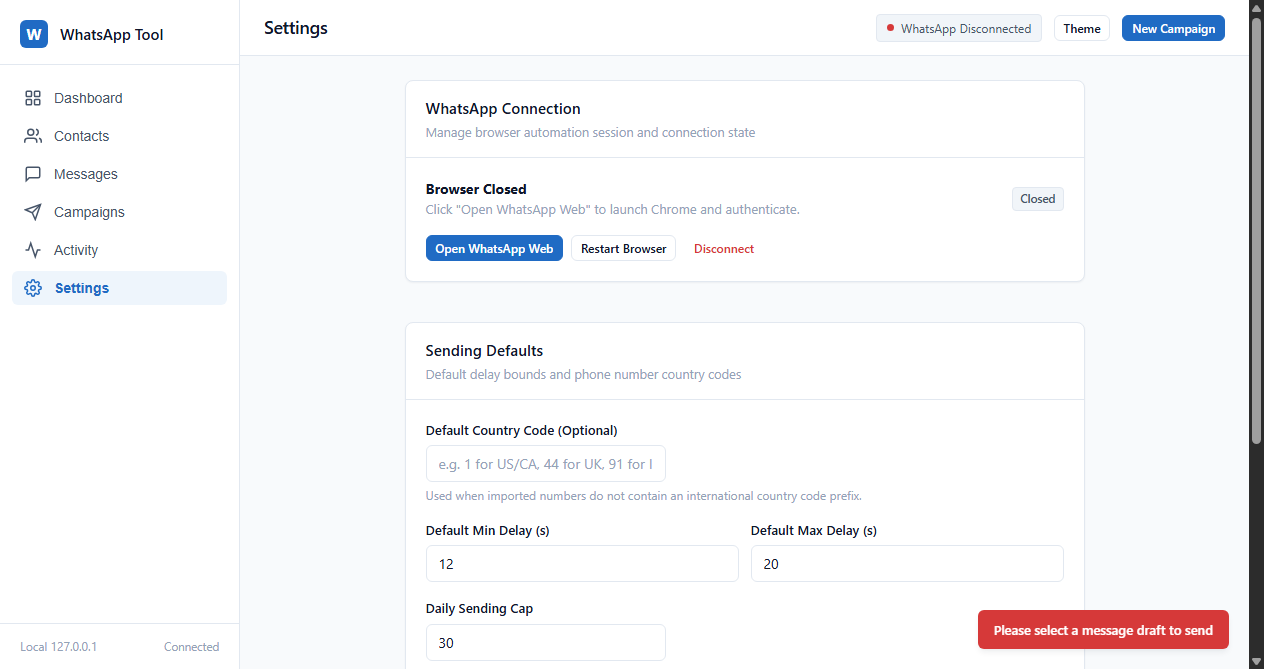 W WhatsApp Tool
Dashboard
Contacts
Messages
Campaigns
Activity
Settings
Local 127.0.0.1 Connected
Settings
WhatsApp Disconnected
Theme
New Campaign
WhatsApp Connection
Manage browser automation session and connection state
Browser Closed
Click "Open WhatsApp Web" to launch Chrome and authenticate.
Closed
Open WhatsApp Web
Restart Browser
Disconnect
Sending Defaults
Default delay bounds and phone number country codes
Default Country Code (Optional)
e.g. 1 for US/CA, 44 for UK, 91 for I
Used when imported numbers do not contain an international country code prefix.
Default Min Delay (s)
12
Default Max Delay (s)
20
Daily Sending Cap
30
Please select a message draft to send